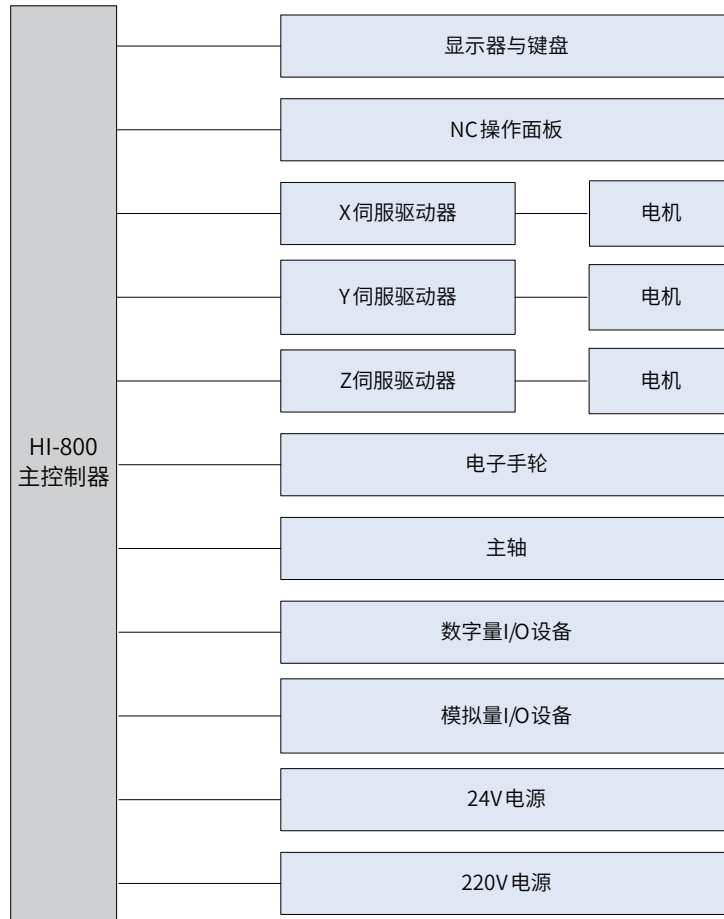 显示器与键盘
NC操作面板
X伺服驱动器
电机
Y伺服驱动器
电机
Z伺服驱动器
电机
HI-800
主控制器
电子手轮
主轴
数字量I/O设备
模拟量I/O设备
24V电源
220V电源